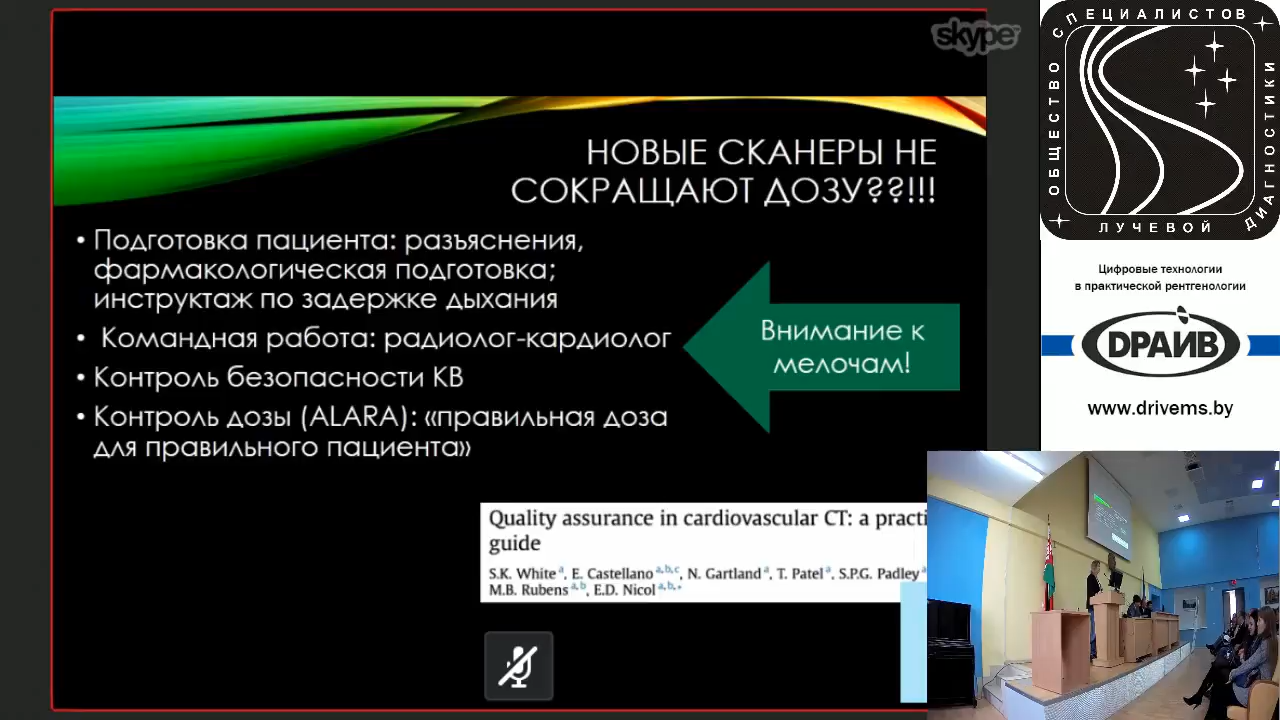 skype
НОВЫЕ СКАНЕРЫ НЕ
СОКРАЩАЮТ ДОЗУ??!!!
• Подготовка пациента: разъяснения,
фармакологическая подготовка;
инструктаж по задержке дыхания
• Командная работа: радиолог-кардиолог
• Контроль безопасности КВ
• Контроль дозы (ALARA): «правильная доза
для правильного пациента»
Внимание к
мелочам!
Quality assurance in cardiovascular CT: a practi
guide
S.K. White a, E. Castellano a,b,c, N. Gartland a, T. Patel a, S.P.G. Padley a
M.B. Rubens a,b, E.D. Nicol a,b,*
ОБЩЕСТВО СПЕЦИАЛИСТОВ
ЛУЧЕВОЙ ДИАГНОСТИКИ
Цифровые технологии
в практической рентгенологии
DРАЙВ
www.drivems.by